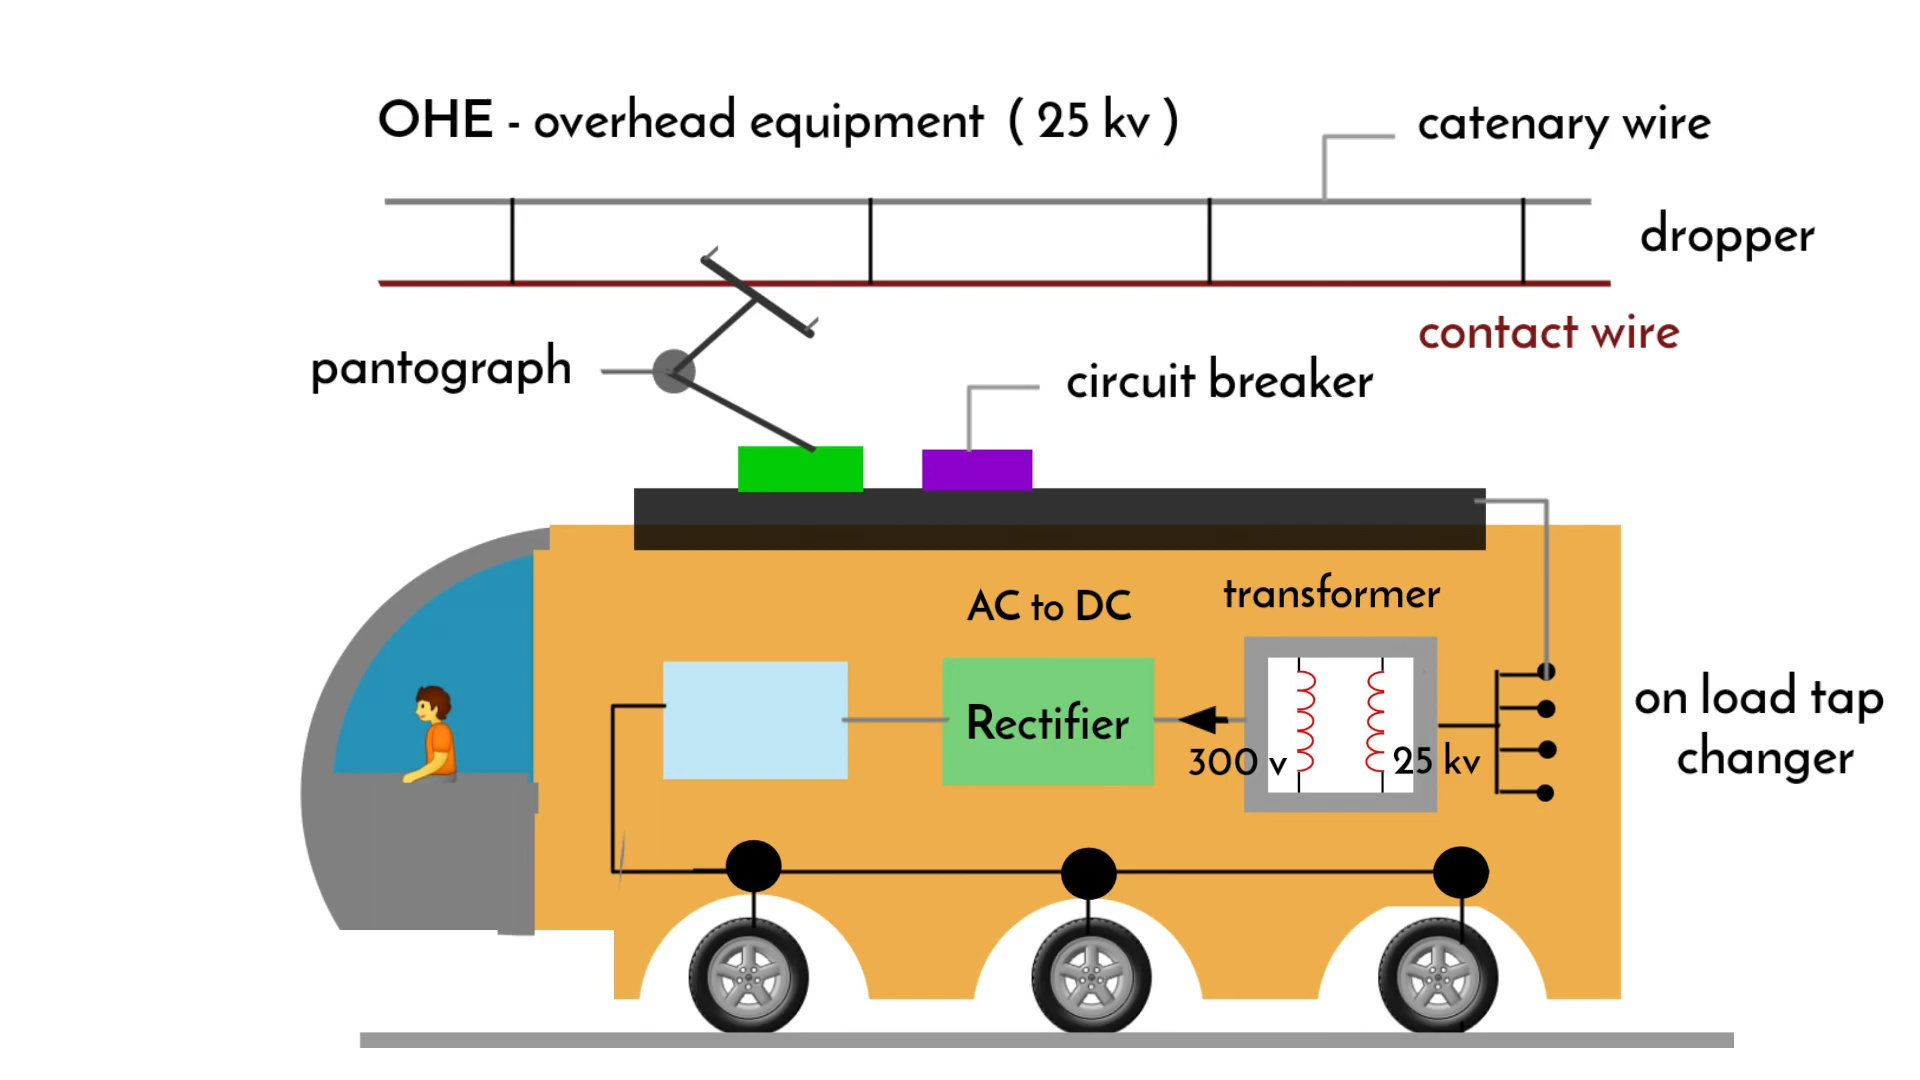 OHE - overhead equipment ( 25 kv )
catenary wire
dropper
contact wire
pantograph
circuit breaker
AC to DC
transformer
Rectifier
300 v
25 kv
on load tap
changer